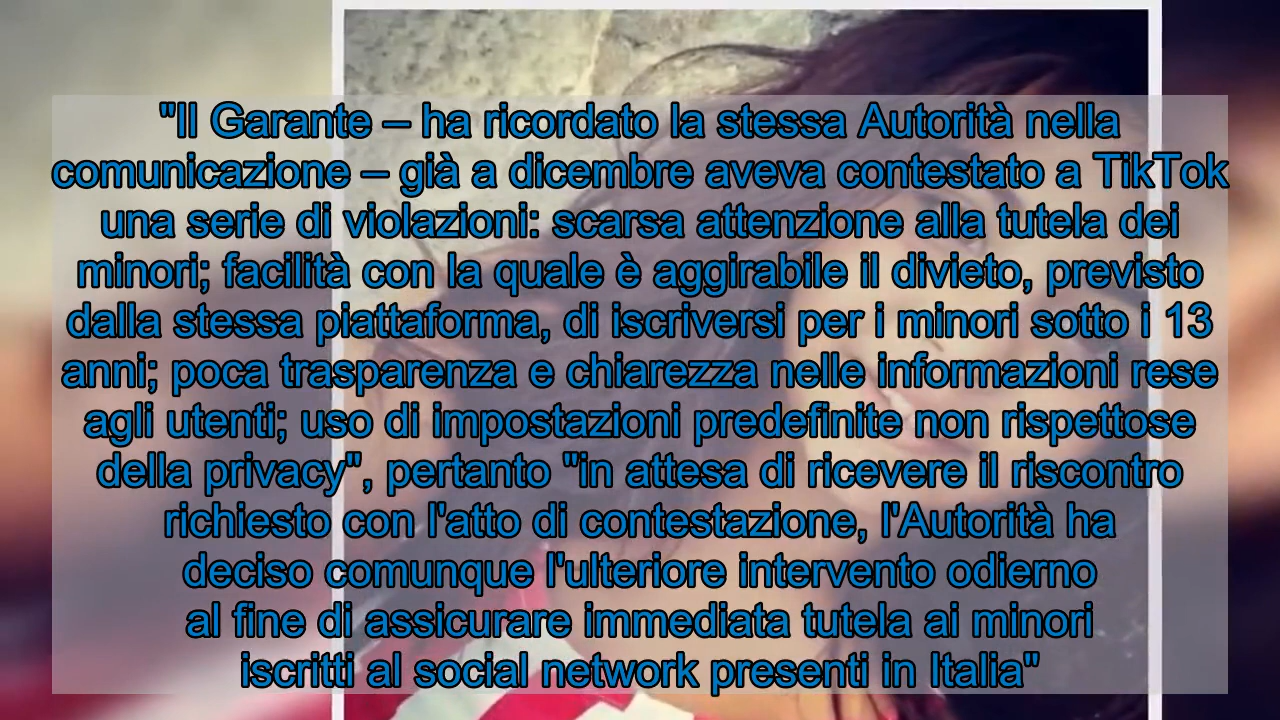 "Il Garante – ha ricordato la stessa Autorità nella
comunicazione – già a dicembre aveva contestato a TikTok
una serie di violazioni: scarsa attenzione alla tutela dei
minori; facilità con la quale è aggirabile il divieto, previsto
dalla stessa piattaforma, di iscriversi per i minori sotto i 13
anni; poca trasparenza e chiarezza nelle informazioni rese
agli utenti; uso di impostazioni predefinite non rispettose
della privacy", pertanto "in attesa di ricevere il riscontro
richiesto con l'atto di contestazione, l'Autorità ha
deciso comunque l'ulteriore intervento odierno
al fine di assicurare immediata tutela ai minori
iscritti al social network presenti in Italia"